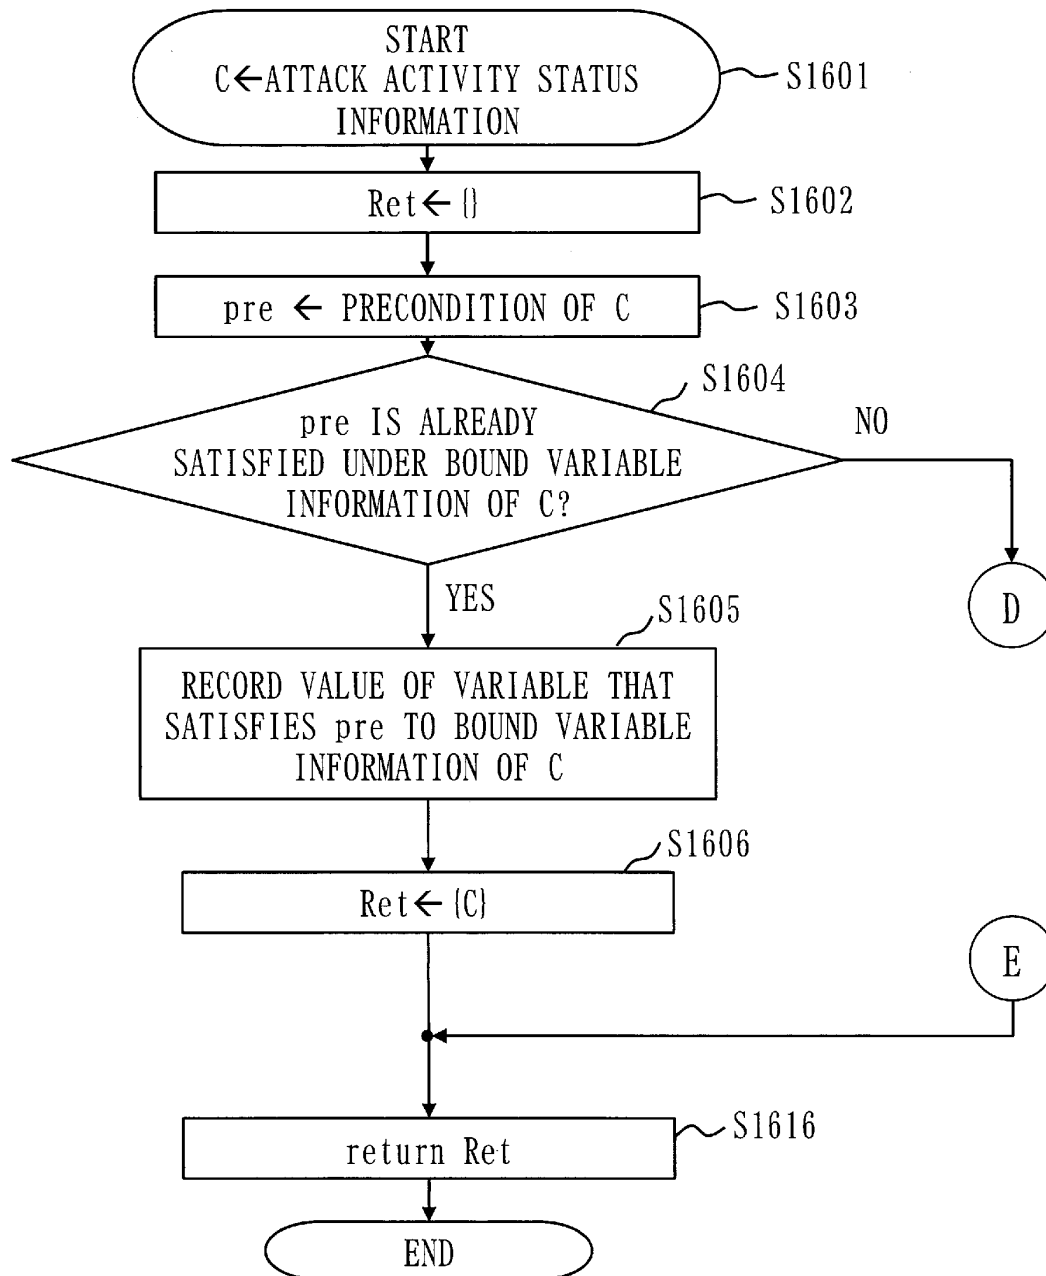 START
C←ATTACK ACTIVITY STATUS
INFORMATION
S1601
Ret←{}
S1602
pre ← PRECONDITION OF C
S1603
S1604
pre IS ALREADY
SATISFIED UNDER BOUND VARIABLE
INFORMATION OF C?
NO
D
YES
S1605
RECORD VALUE OF VARIABLE THAT
SATISFIES pre TO BOUND VARIABLE
INFORMATION OF C
S1606
Ret←{C}
E
return Ret
S1616
END